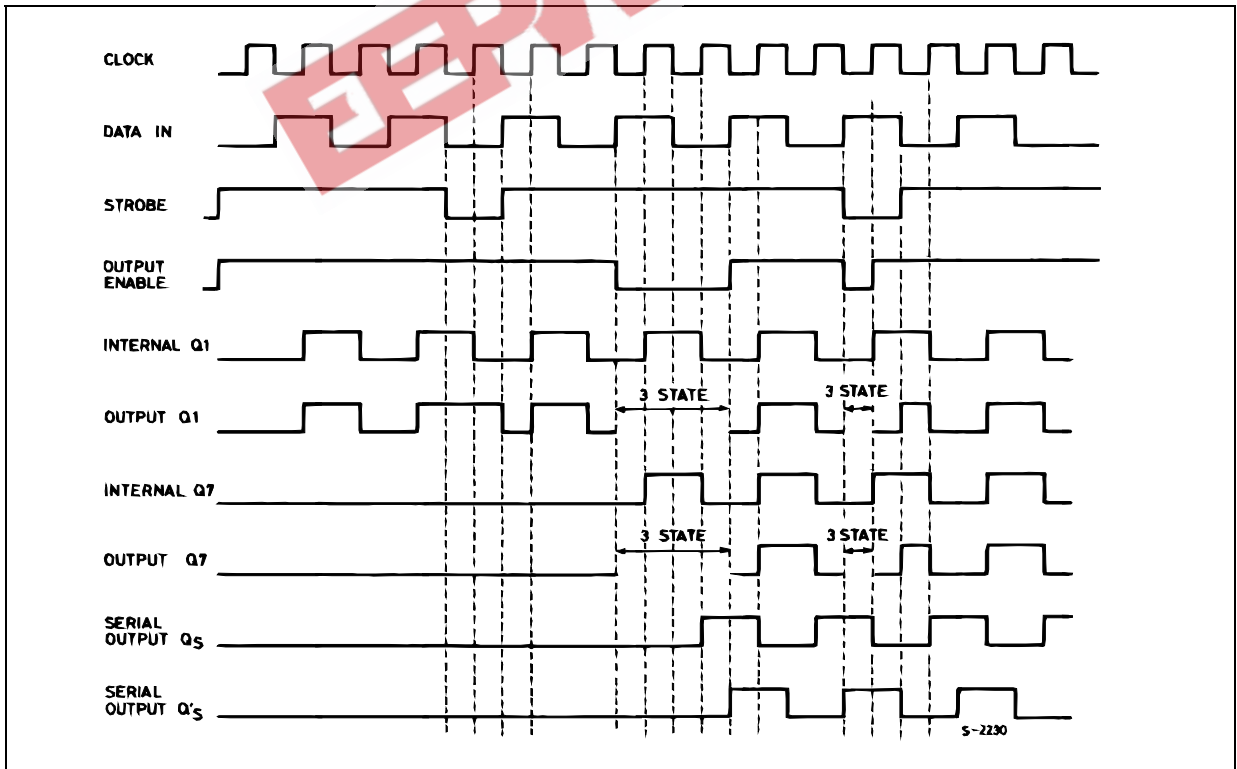 EEPW
CLOCK
DATA IN
STROBE
OUTPUT
ENABLE
INTERNAL Q1
3 STATE
3 STATE
OUTPUT Q1
INTERNAL Q7
3 STATE
3 STATE
OUTPUT Q7
SERIAL
OUTPUT QS
SERIAL
OUTPUT Q'S
S-2230